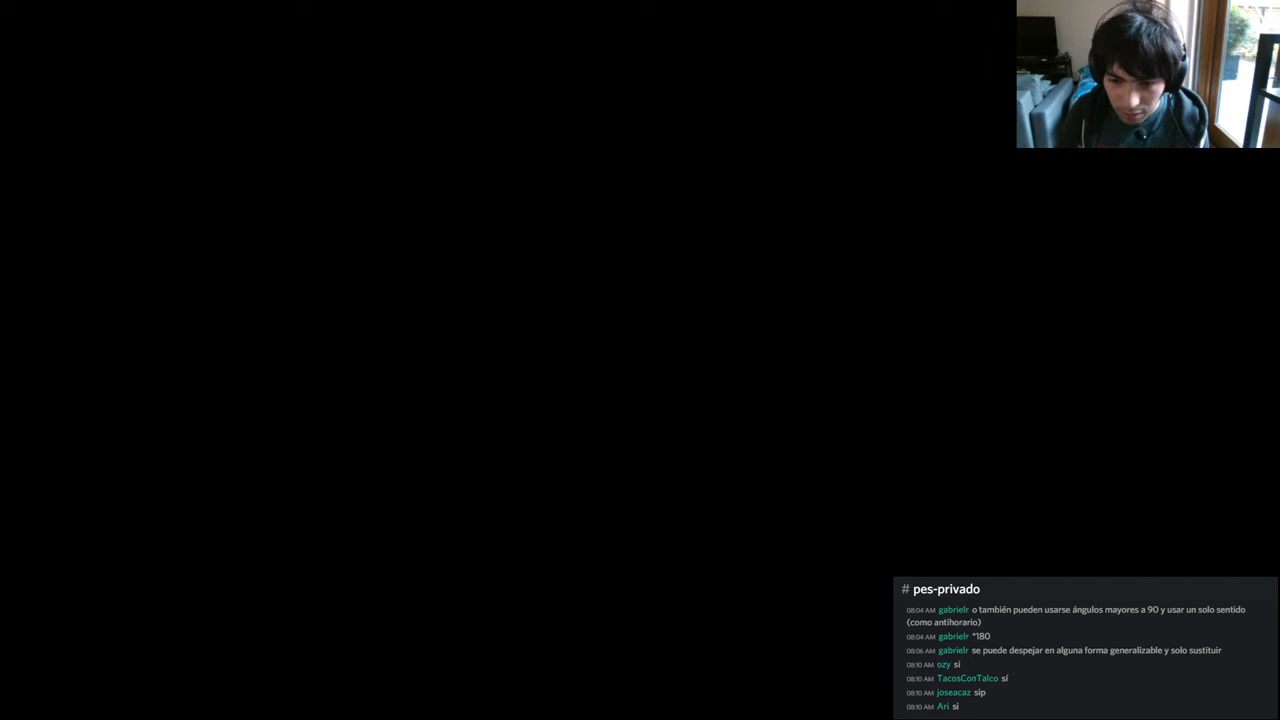 # pes-privado
08:04 AM gabrielr o también pueden usarse ángulos mayores a 90 y usar un solo sentido
(como antihorario)
08:04 AM gabrielr *180
08:06 AM gabrielr se puede despejar en alguna forma generalizable y solo sustituir
08:10 AM ozy sí
08:10 AM TacosConTalco sí
08:10 AM joseacaz sip
08:10 AM Ari si